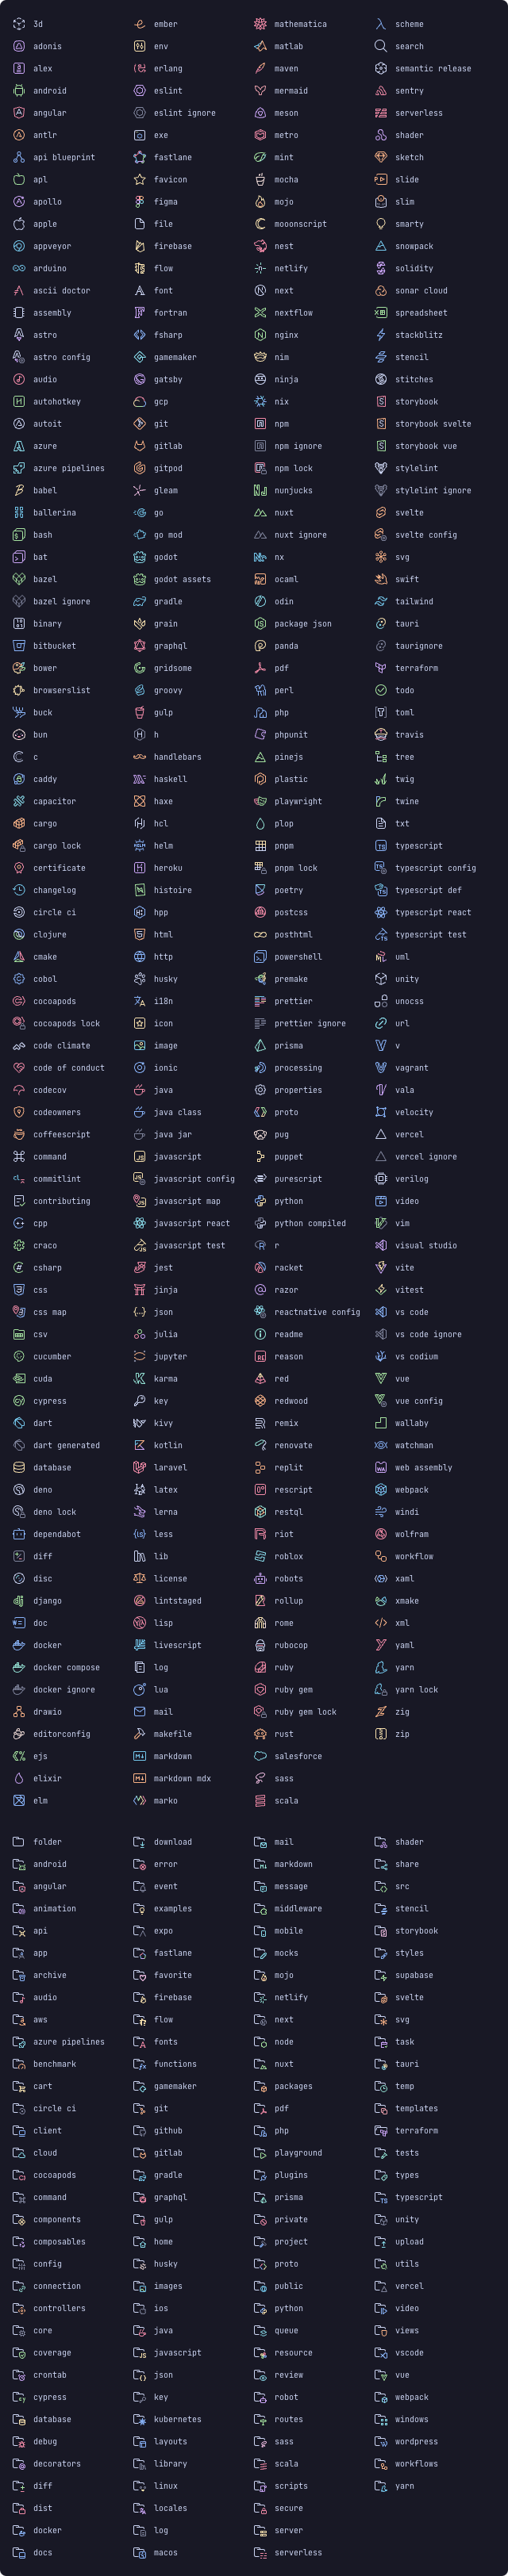 3d
adonis
alex
android
angular
antlr
api blueprint
apl
apollo
apple
appveyor
arduino
ascii doctor
assembly
astro
astro config
audio
autohotkey
autoit
azure
azure pipelines
babel
ballerina
bash
bat
bazel
bazel ignore
binary
bitbucket
bower
browserslist
buck
bun
c
caddy
capacitor
cargo
cargo lock
certificate
changelog
circle ci
clojure
cmake
cobol
cocoapods
cocoapods lock
code climate
code of conduct
codecov
codeowners
coffeescript
command
commitlint
contributing
cpp
craco
csharp
css
css map
csv
cucumber
cuda
cypress
dart
dart generated
database
deno
deno lock
dependabot
diff
disc
django
doc
docker
docker compose
docker ignore
drawio
editorconfig
ejs
elixir
elm
ember
env
erlang
eslint
eslint ignore
exe
fastlane
favicon
figma
file
firebase
flow
font
fortran
fsharp
gamemaker
gatsby
gcp
git
gitlab
gitpod
gleam
go
go mod
godot
godot assets
gradle
grain
graphql
gridsome
groovy
gulp
h
handlebars
haskell
haxe
hcl
helm
heroku
histoire
hpp
html
http
husky
i18n
icon
image
ionic
java
java class
java jar
javascript
javascript config
javascript map
javascript react
javascript test
jest
jinja
json
julia
jupyter
karma
key
kivy
kotlin
laravel
latex
lerna
less
lib
license
lintstaged
lisp
livescript
log
lua
mail
makefile
markdown
markdown mdx
marko
mathematica
matlab
maven
mermaid
meson
metro
mint
mocha
mojo
mooonscript
nest
netlify
next
nextflow
nginx
nim
ninja
nix
npm
npm ignore
npm lock
nunjucks
nuxt
nuxt ignore
nx
ocaml
odin
package json
panda
pdf
perl
php
phpunit
pinejs
plastic
playwright
plop
pnpm
pnpm lock
poetry
postcss
posthtml
powershell
premake
prettier
prettier ignore
prisma
processing
properties
proto
pug
puppet
purescript
python
python compiled
r
racket
razor
reactnative config
readme
reason
red
redwood
remix
renovate
replit
rescript
restql
riot
roblox
robots
rollup
rome
rubocop
ruby
ruby gem
ruby gem lock
rust
salesforce
sass
scala
scheme
search
semantic release
sentry
serverless
shader
sketch
slide
slim
smarty
snowpack
solidity
sonar cloud
spreadsheet
stackblitz
stencil
stitches
storybook
storybook svelte
storybook vue
stylelint
stylelint ignore
svelte
svelte config
svg
swift
tailwind
tauri
taurignore
terraform
todo
toml
travis
tree
twig
twine
txt
typescript
typescript config
typescript def
typescript react
typescript test
uml
unity
unocss
url
v
vagrant
vala
velocity
vercel
vercel ignore
verilog
video
vim
visual studio
vite
vitest
vs code
vs code ignore
vs codium
vue
vue config
wallaby
watchman
web assembly
webpack
windi
wolfram
workflow
xaml
xmake
xml
yaml
yarn
yarn lock
zig
zip
folder
android
angular
animation
api
app
archive
audio
aws
azure pipelines
benchmark
cart
circle ci
client
cloud
cocoapods
command
components
composables
config
connection
controllers
core
coverage
crontab
cypress
database
debug
decorators
diff
dist
docker
docs
download
error
event
examples
expo
fastlane
favorite
firebase
flow
fonts
functions
gamemaker
git
github
gitlab
gradle
graphql
gulp
home
husky
images
ios
java
javascript
json
key
kubernetes
layouts
library
linux
locales
log
macos
mail
markdown
message
middleware
mobile
mocks
mojo
netlify
next
node
nuxt
packages
pdf
php
playground
plugins
prisma
private
project
proto
public
python
queue
resource
review
robot
routes
sass
scala
scripts
secure
server
serverless
shader
share
src
stencil
storybook
styles
supabase
svelte
svg
task
tauri
temp
templates
terraform
tests
types
typescript
unity
upload
utils
vercel
video
views
vscode
vue
webpack
windows
wordpress
workflows
yarn